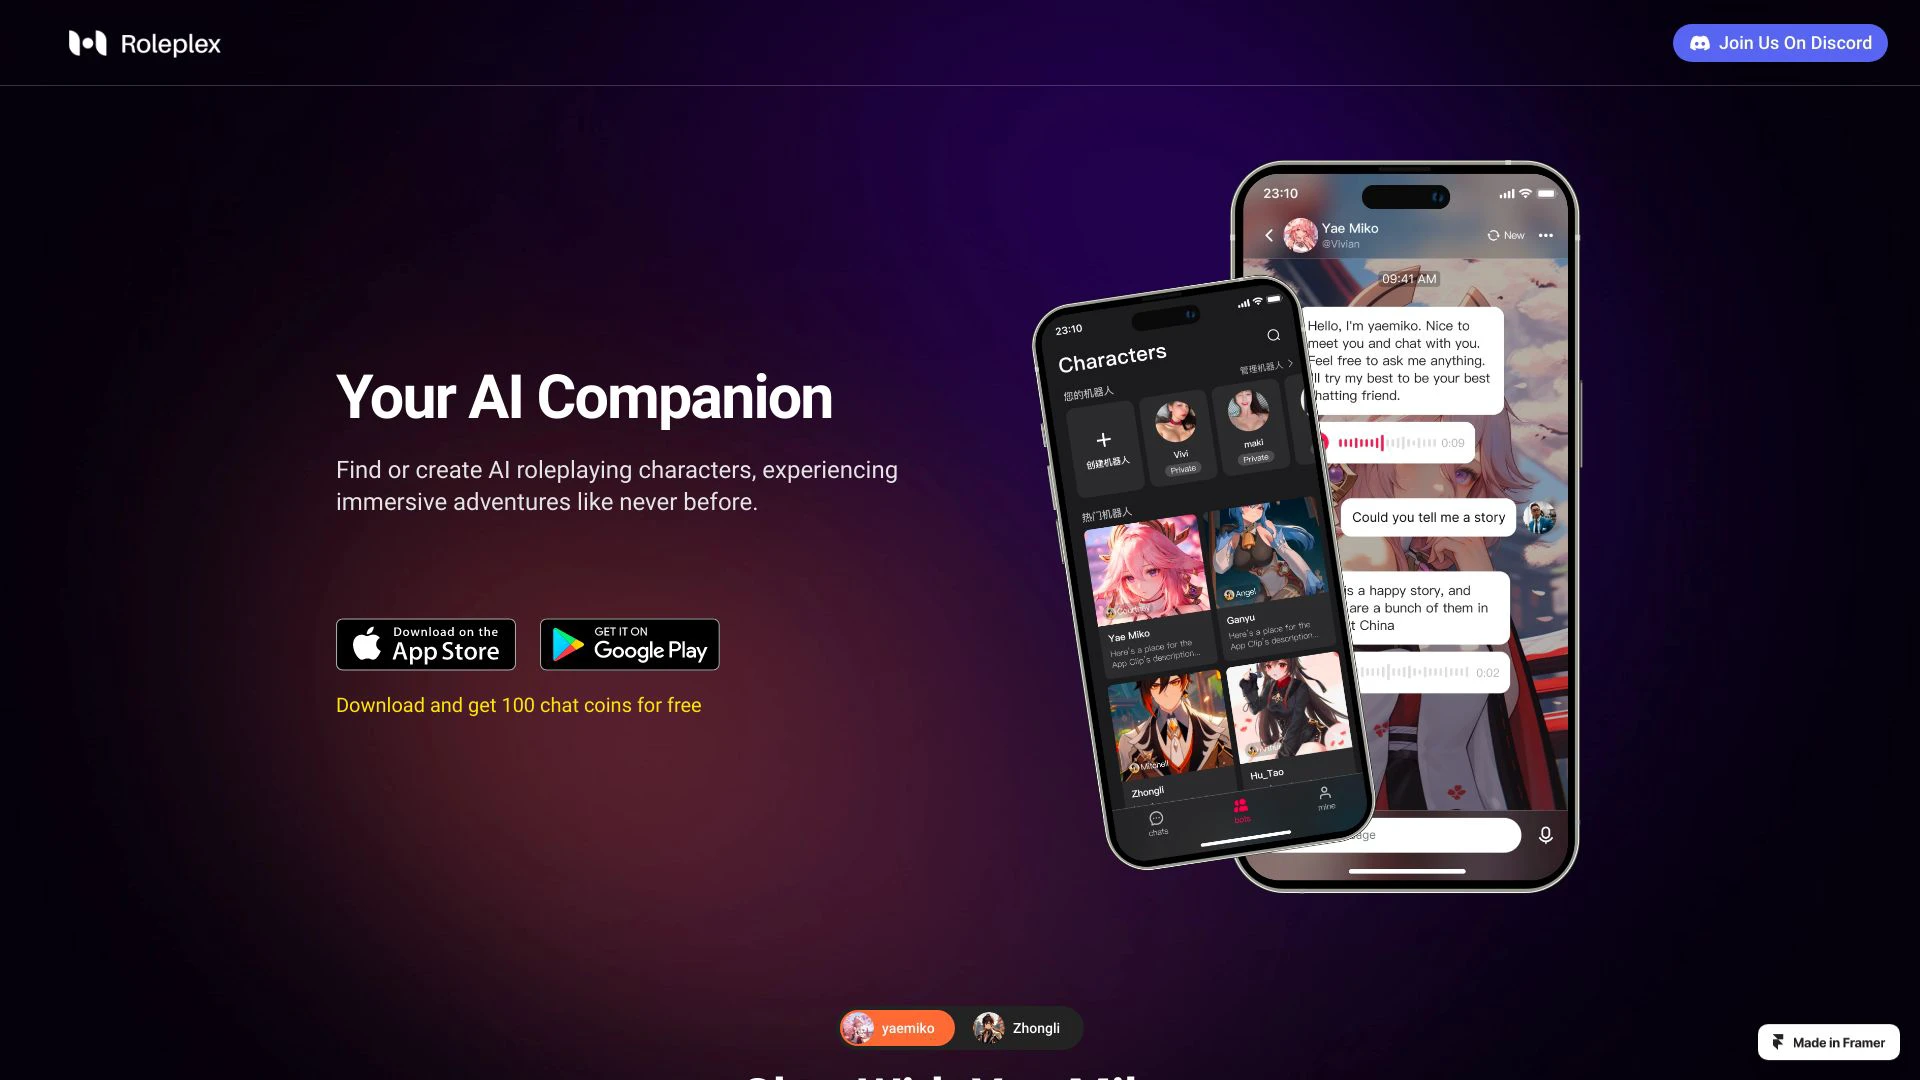 Roleplex
Join Us On Discord
Your AI Companion
Find or create AI roleplaying characters, experiencing
immersive adventures like never before.
Download on the
App Store
GET IT ON
Google Play
Download and get 100 chat coins for free
23:10
Characters
管理机器人
您的机器人
创建机器人
Vivi
Private
maki
Private
热门机器人
Courtney
Yae Miko
Here's a place for the
App Clip's description...
Angel
Ganyu
Here's a place for the
App Clip's description...
Mitchell
Zhongli
Hu_Tao
chats
bots
mine
23:10
Yae Miko
@Vivian
New
09:41 AM
Hello, I'm yaemiko. Nice to
meet you and chat with you.
Feel free to ask me anything.
ll try my best to be your best
hatting friend.
0:09
Could you tell me a story
is a happy story, and
are a bunch of them in
t China
0:02
yaemiko
Zhongli
Made in Framer